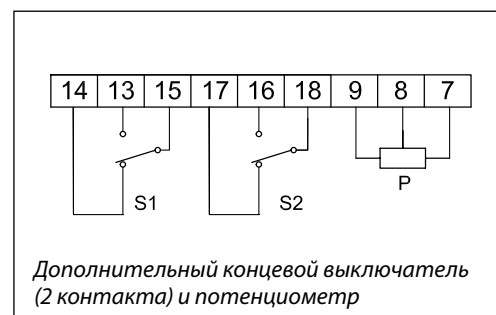 14 13 15 17 16 18 9 8 7
S1 S2 P
Дополнительный концевой выключатель
(2 контакта) и потенциометр